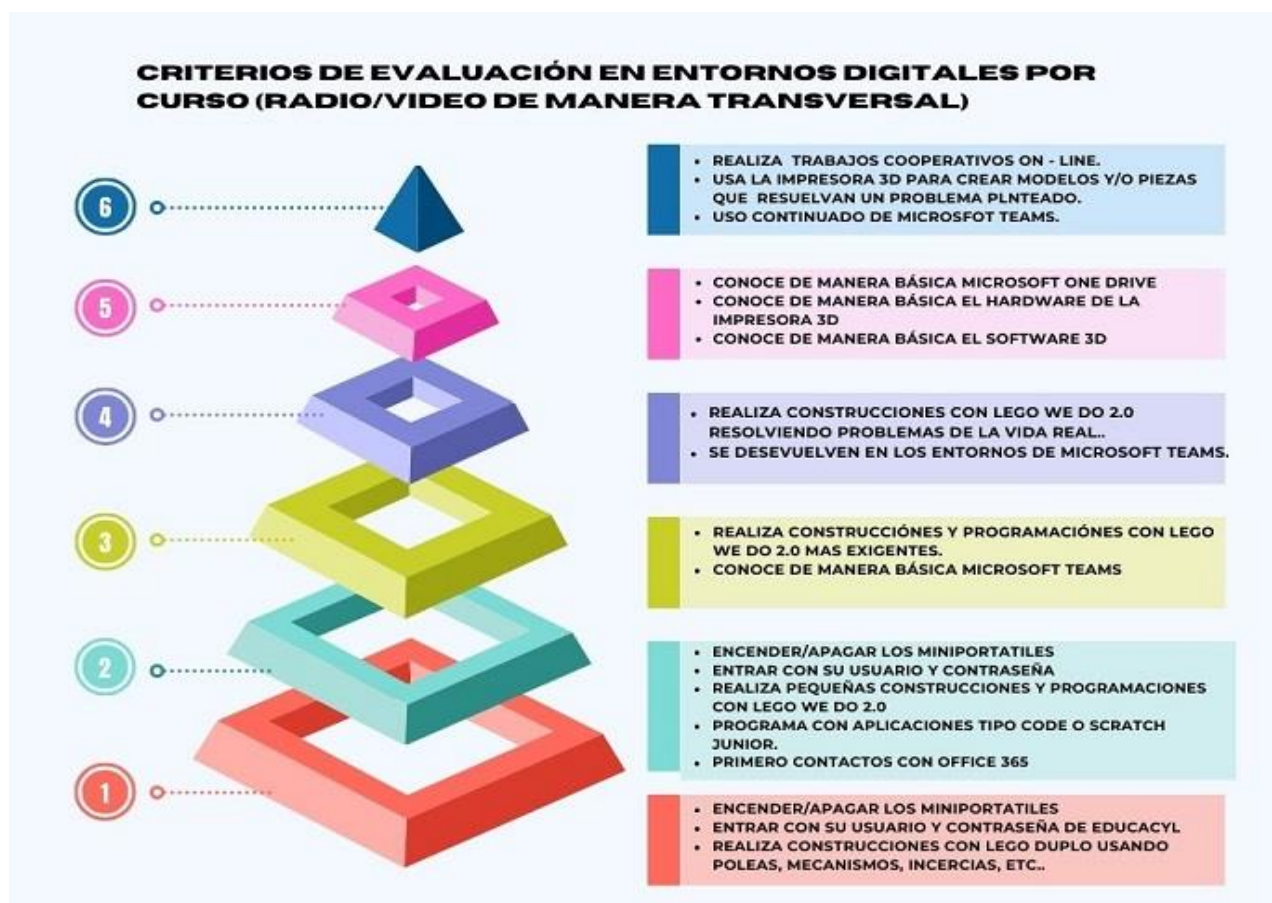 CRITERIOS DE EVALUACIÓN EN ENTORNOS DIGITALES POR
CURSO (RADIO/VIDEO DE MANERA TRANSVERSAL)
6
• REALIZA TRABAJOS COOPERATIVOS ON - LINE.
• USA LA IMPRESORA 3D PARA CREAR MODELOS Y/O PIEZAS
QUE RESUELVAN UN PROBLEMA PLNTEADO.
• USO CONTINUADO DE MICROSFOT TEAMS.
5
• CONOCE DE MANERA BÁSICA MICROSOFT ONE DRIVE
• CONOCE DE MANERA BÁSICA EL HARDWARE DE LA
IMPRESORA 3D
• CONOCE DE MANERA BÁSICA EL SOFTWARE 3D
4
• REALIZA CONSTRUCCIONES CON LEGO WE DO 2.0
RESOLVIENDO PROBLEMAS DE LA VIDA REAL..
• SE DESEVUELVEN EN LOS ENTORNOS DE MICROSOFT TEAMS.
3
• REALIZA CONSTRUCCIÓNES Y PROGRAMACIÓNES CON LEGO
WE DO 2.0 MAS EXIGENTES.
• CONOCE DE MANERA BÁSICA MICROSOFT TEAMS
2
• ENCENDER/APAGAR LOS MINIPORTATILES
• ENTRAR CON SU USUARIO Y CONTRASEÑA
• REALIZA PEQUEÑAS CONSTRUCCIONES Y PROGRAMACIONES
CON LEGO WE DO 2.0
• PROGRAMA CON APLICACIONES TIPO CODE O SCRATCH
JUNIOR.
• PRIMERO CONTACTOS CON OFFICE 365
1
• ENCENDER/APAGAR LOS MINIPORTATILES
• ENTRAR CON SU USUARIO Y CONTRASEÑA DE EDUCACYL
• REALIZA CONSTRUCCIONES CON LEGO DUPLO USANDO
POLEAS, MECANISMOS, INCERCIAS, ETC..